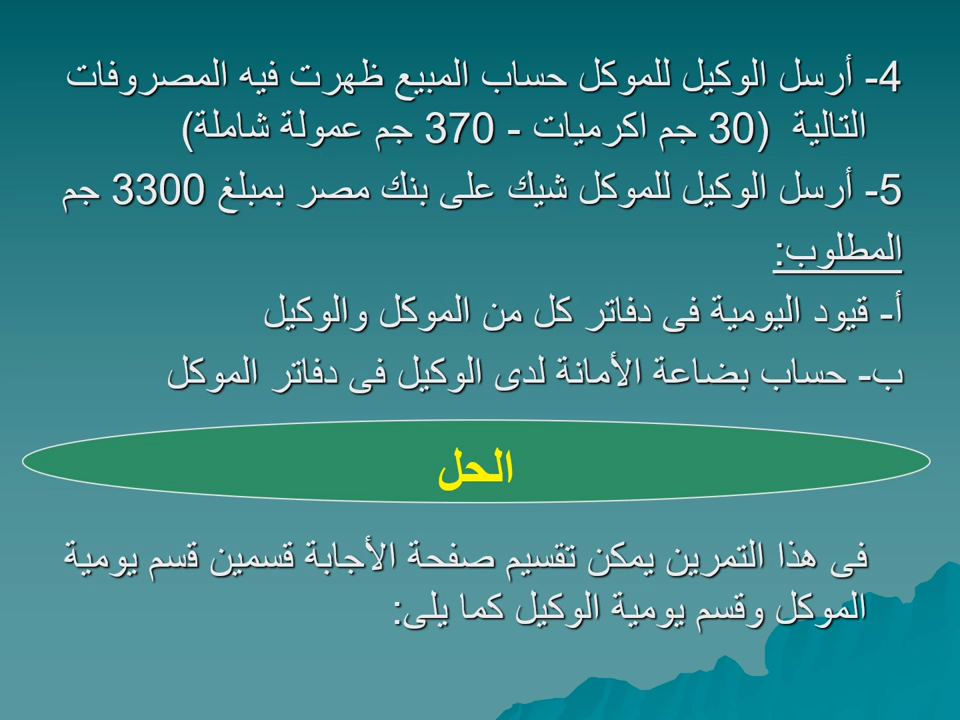 4- أرسل الوكيل للموكل حساب المبيع ظهرت فيه المصروفات
التالية (30 جم اكرميات - 370 جم عمولة شاملة)
5- أرسل الوكيل للموكل شيك على بنك مصر بمبلغ 3300 جم
المطلوب:
أ- قيود اليومية فى دفاتر كل من الموكل والوكيل
ب- حساب بضاعة الأمانة لدى الوكيل فى دفاتر الموكل
الحل
فى هذا التمرين يمكن تقسيم صفحة الأجابة قسمين قسم يومية
الموكل وقسم يومية الوكيل كما يلى: